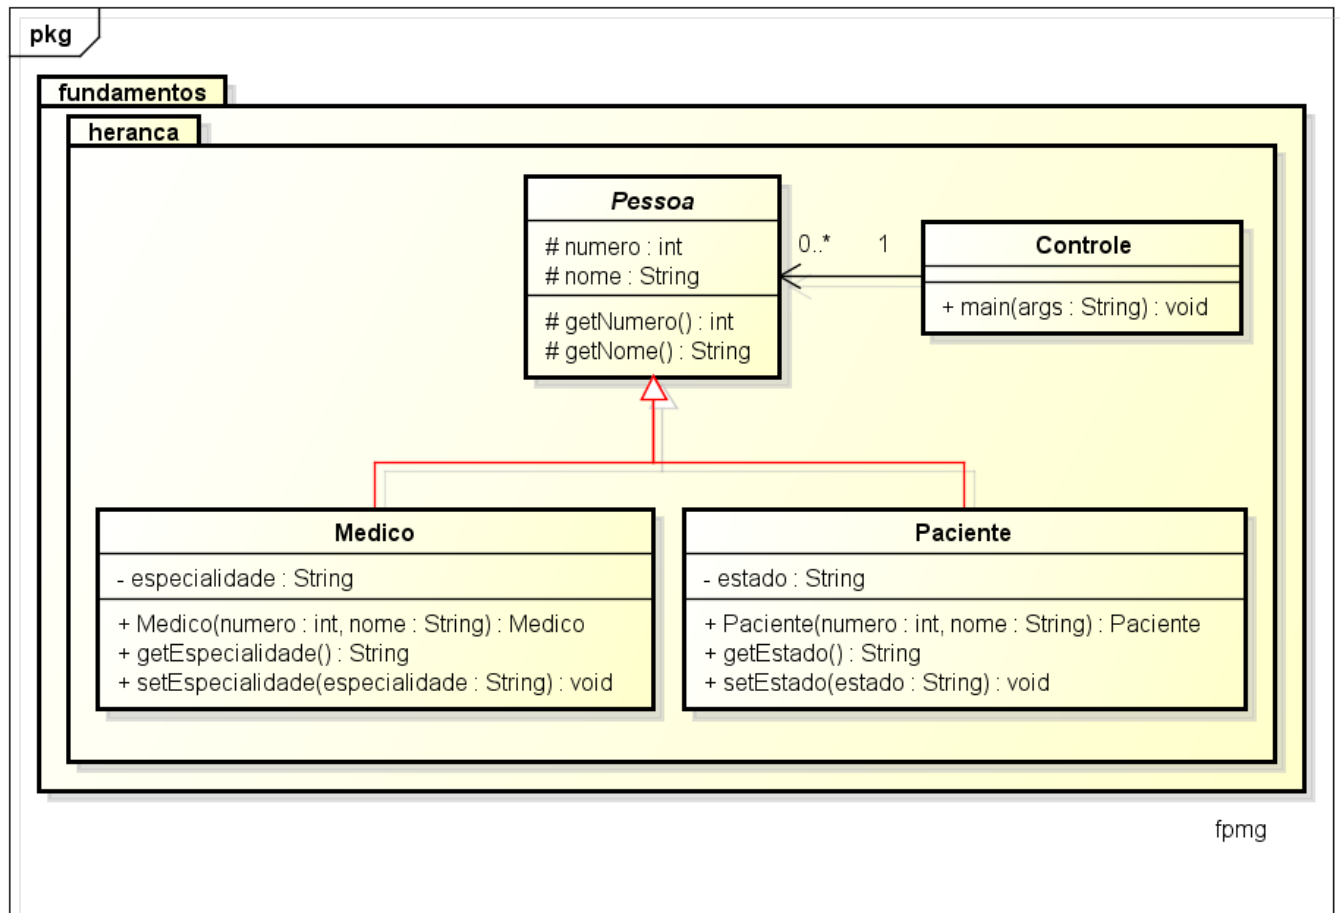 pkg
fundamentos
heranca
Pessoa
# numero : int
# nome : String
# getNumero() : int
# getNome() : String
0..* 1
Controle
+ main(args : String) : void
Medico
- especialidade : String
+ Medico(numero : int, nome : String) : Medico
+ getEspecialidade() : String
+ setEspecialidade(especialidade : String) : void
Paciente
- estado : String
+ Paciente(numero : int, nome : String) : Paciente
+ getEstado() : String
+ setEstado(estado : String) : void
fpmg